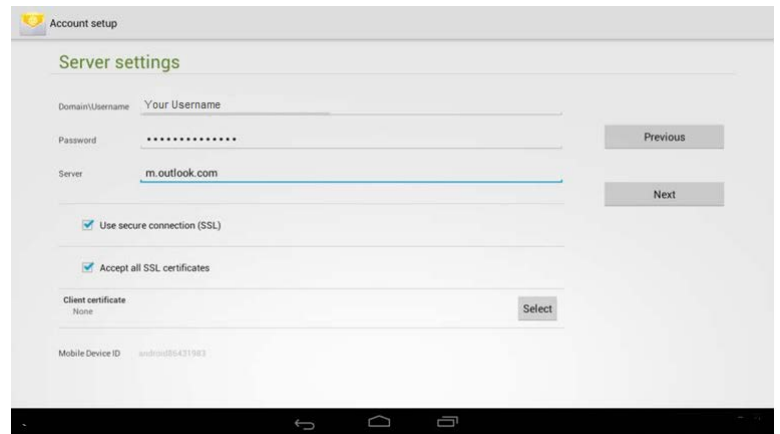 Account setup
Server settings
Domain\Username Your Username
Password ••••••••••••••
Previous
Server m.outlook.com
Next
Use secure connection (SSL)
Accept all SSL certificates
Client certificate
None
Select
Mobile Device ID android86431983